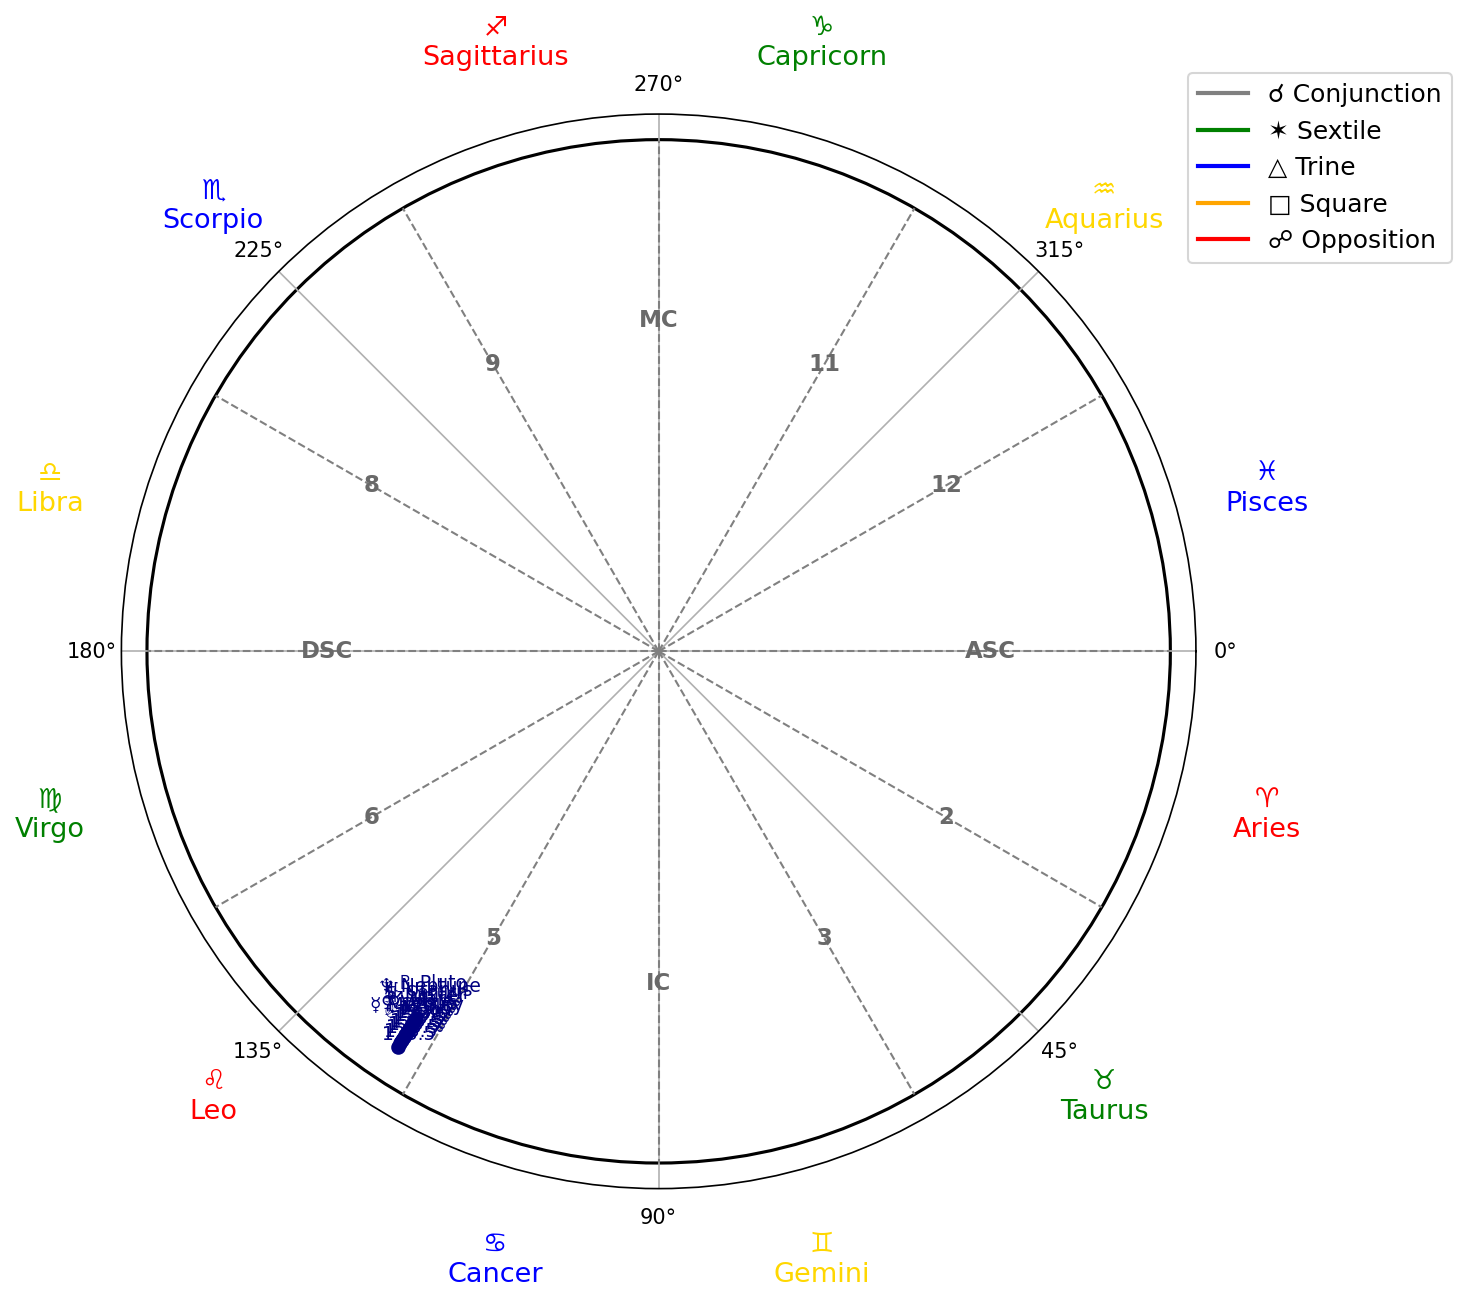 ♐
Sagittarius
♑
Capricorn
270°
☌ Conjunction
✶ Sextile
△ Trine
□ Square
☍ Opposition
♏
Scorpio
225°
♒
Aquarius
315°
MC
9
11
♎
Libra
8
12
♓
Pisces
180°
DSC
ASC
0°
♍
Virgo
6
2
♈
Aries
5
3
IC
Pluto
Neptune
135°
45°
♌
Leo
♉
Taurus
90°
♋
Cancer
♊
Gemini